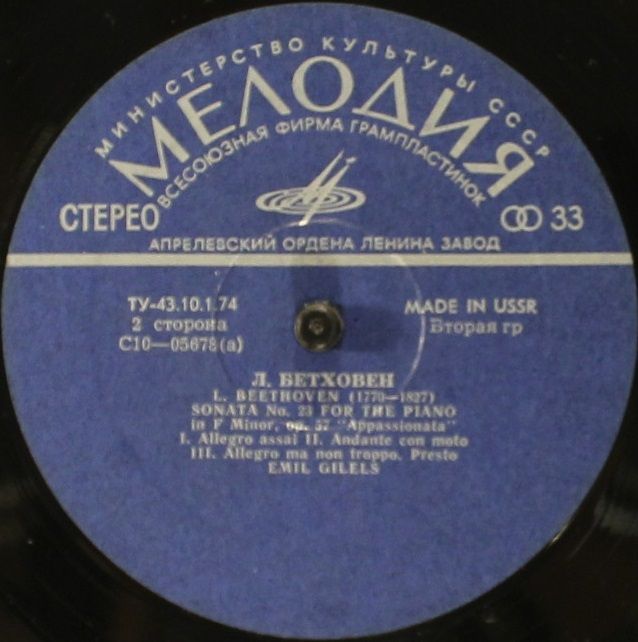 МИНИСТЕРСТВО КУЛЬТУРЫ СССР
МЕЛОДИЯ
ВСЕСОЮЗНАЯ ФИРМА ГРАМПЛАСТИНОК
СТЕРЕО 33
АПРЕЛЕВСКИЙ ОРДЕНА ЛЕНИНА ЗАВОД
ТУ-43.10.1.74 MADE IN USSR
2 сторона Вторая гр
С10—05678(а)
Л. БЕТХОВЕН
L. BEETHOVEN (1770—1827)
SONATA No. 23 FOR THE PIANO
in F Minor, op. 57 "Appassionata"
I. Allegro assai II. Andante con moto
III. Allegro ma non troppo. Presto
EMIL GILELS